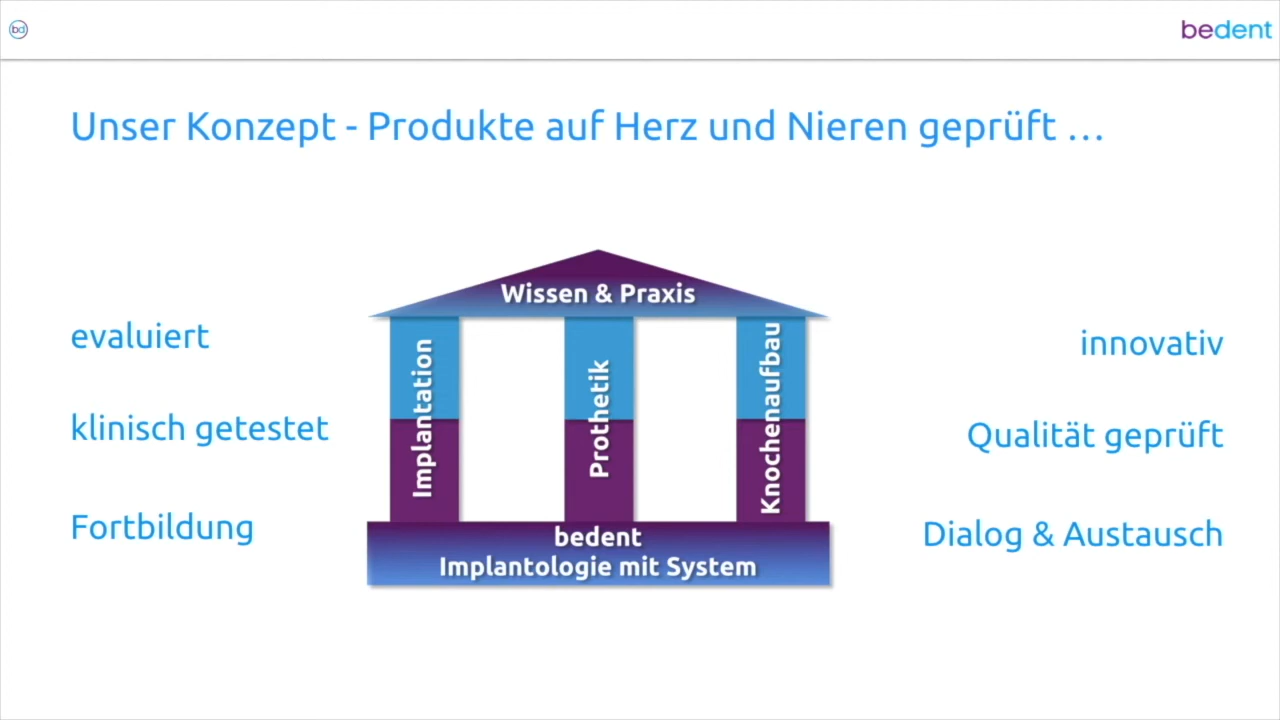 bd
bedent
Unser Konzept - Produkte auf Herz und Nieren geprüft …
Wissen & Praxis
evaluiert
klinisch getestet
Fortbildung
Implantation
Prothetik
Knochenaufbau
innovativ
Qualität geprüft
Dialog & Austausch
bedent
Implantologie mit System